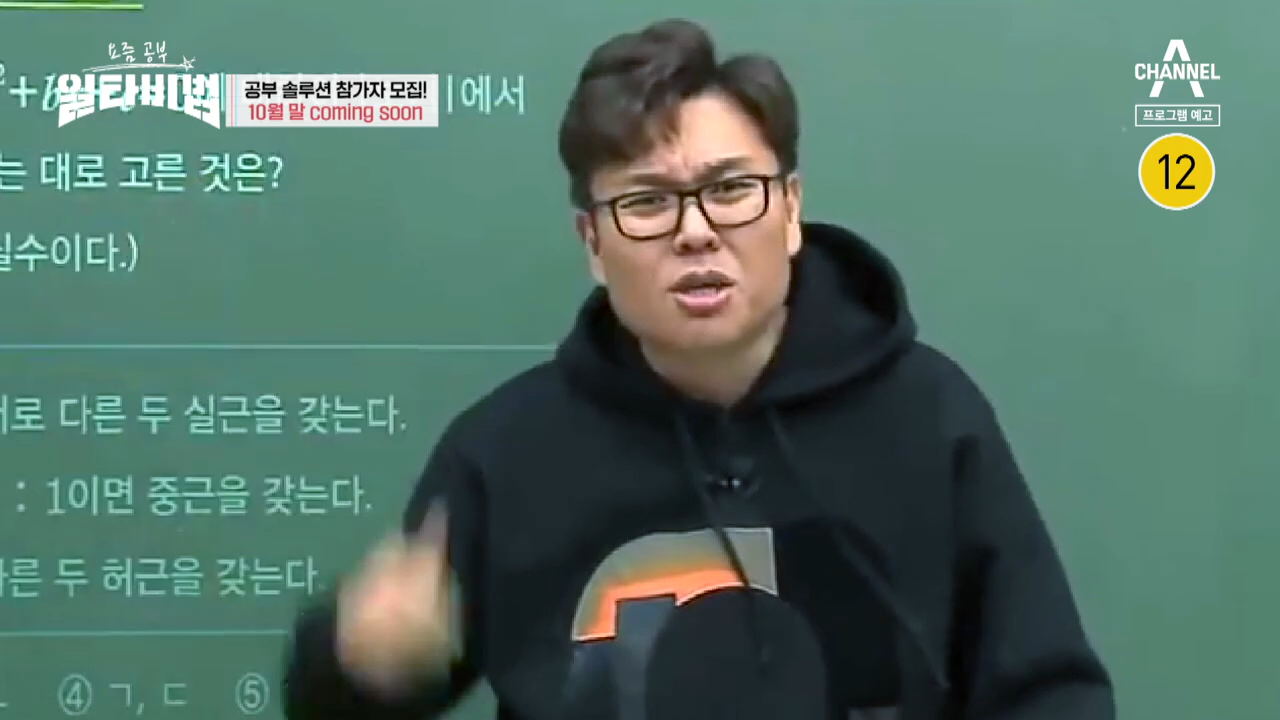 요즘 공부
일타비법
공부 솔루션 참가자 모집!
10월 말 coming soon
CHANNEL
프로그램 예고
12
에서
는 대로 고른 것은?
실수이다.)
로 다른 두 실근을 갖는다.
: 1이면 중근을 갖는다.
다른 두 허근을 갖는다.
④ ㄱ, ㄷ ⑤